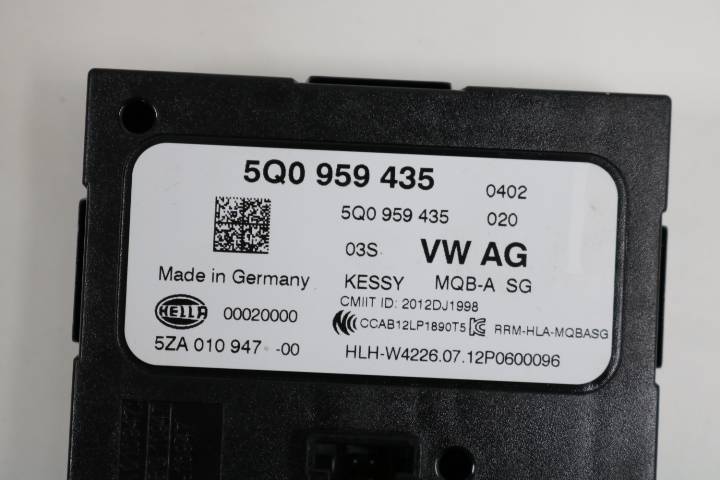 5Q0 959 435 0402
5Q0 959 435 020
03S VW AG
Made in Germany KESSY MQB-A SG
CMIIT ID: 2012DJ1998
HELLA 00020000 CCAB12LP1890T5 RRM-HLA-MQBASG
5ZA 010 947 -00 HLH-W4226.07.12P0600096